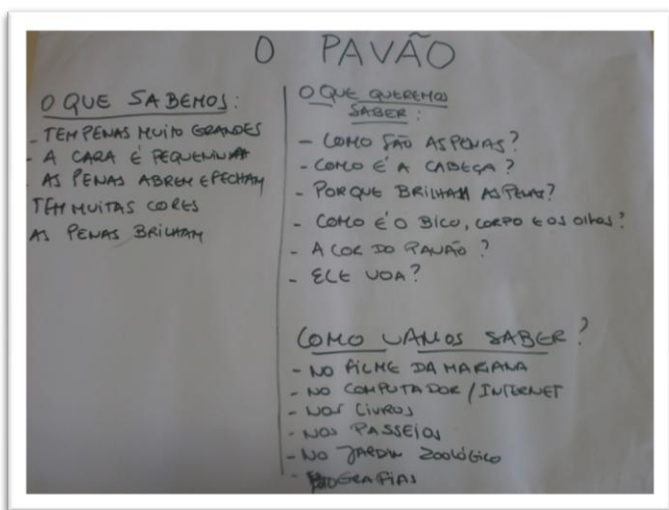 O PAVÃO
O QUE SABEMOS:
- TEM PENAS MUITO GRANDES
- A CARA É PEQUENINA
- AS PENAS ABREM E FECHAM
TEM MUITAS CORES
AS PENAS BRILHAM
O QUE QUEREMOS
SABER:
- COMO SÃO AS PENAS?
- COMO É A CABEÇA?
- PORQUE BRILHAM AS PENAS?
- COMO É O BICO, CORPO E OS OLHOS?
- A COR DO PAVÃO?
- ELE VOA?
COMO VAMOS SABER?
- NO FILME DA MARIANA
- NO COMPUTADOR / INTERNET
- NOS LIVROS
- NOS PASSEIOS
- NO JARDIM ZOOLÓGICO